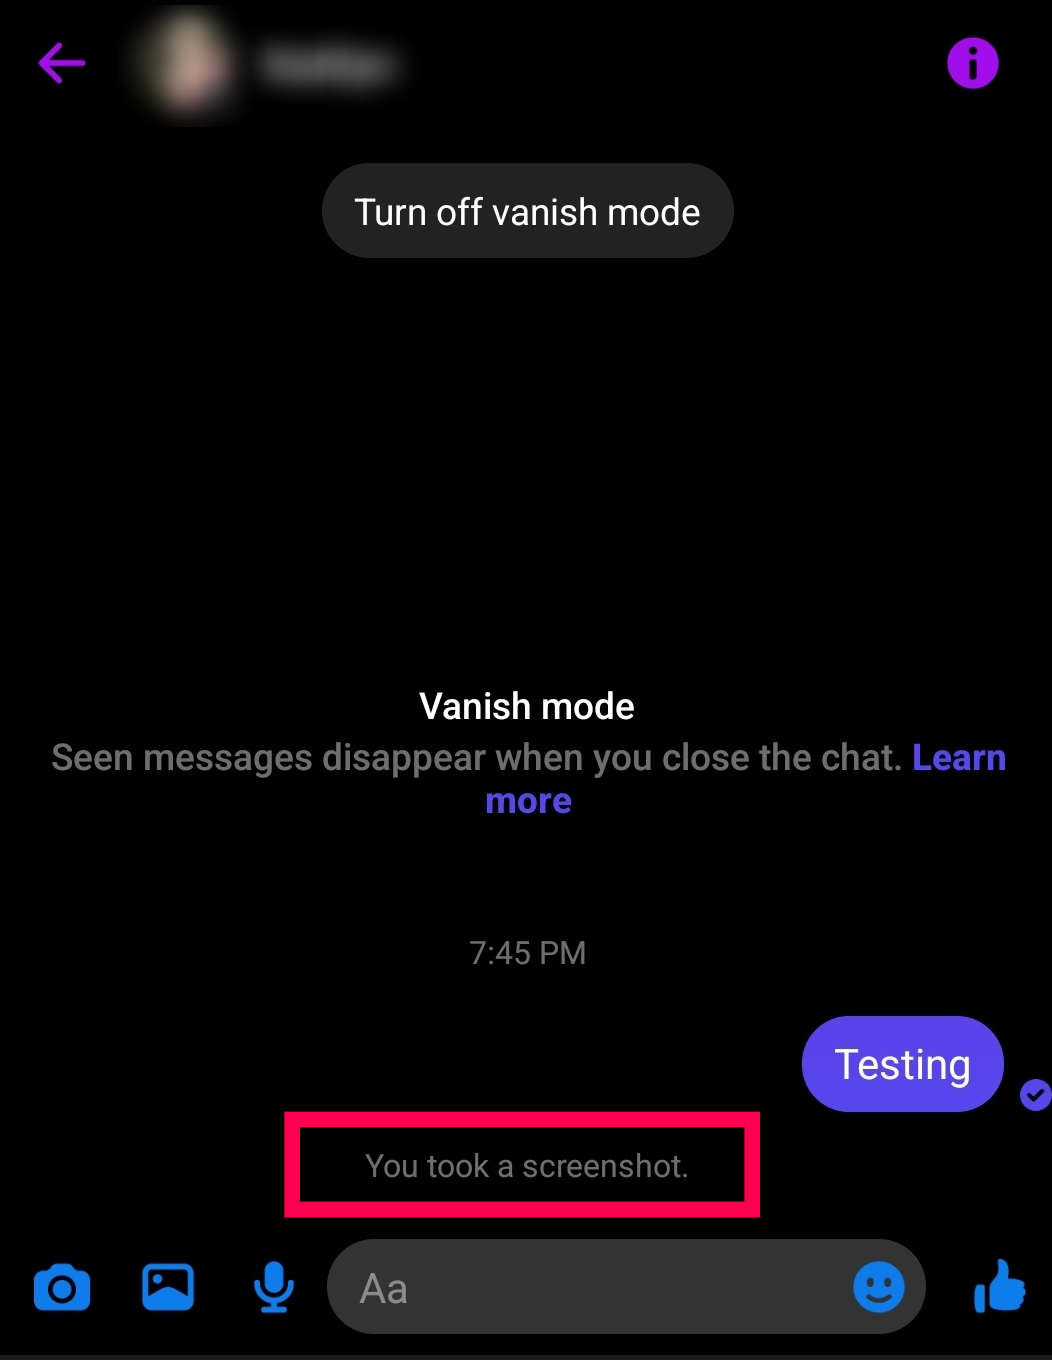 Turn off vanish mode
Vanish mode
Seen messages disappear when you close the chat. Learn
more
7:45 PM
Testing
You took a screenshot.
Aa